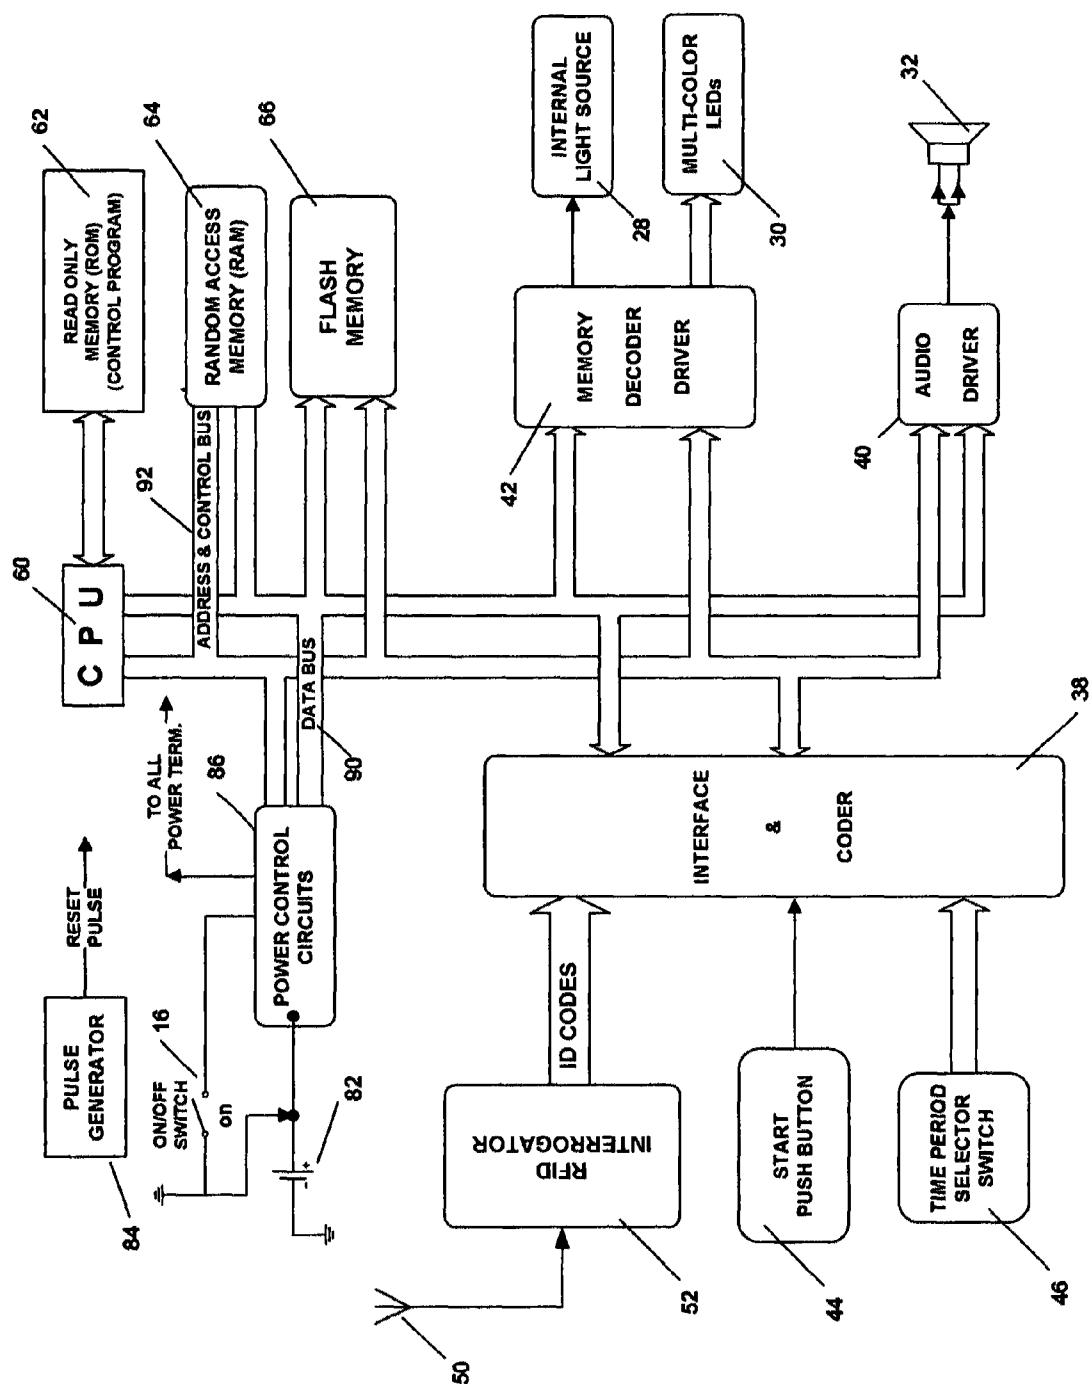 84
PULSE
GENERATOR
RESET
PULSE
60
C P U
62
READ ONLY
MEMORY (ROM)
(CONTROL PROGRAM)
ON/OFF
SWITCH
16
on
TO ALL
POWER TERM.
92
ADDRESS & CONTROL BUS
RANDOM ACCESS
MEMORY (RAM)
64
82
POWER CONTROL
CIRCUITS
86
DATA BUS
90
FLASH
MEMORY
66
50
52
RFID
INTERROGATOR
ID CODES
42
MEMORY
DECODER
DRIVER
INTERNAL
LIGHT SOURCE
28
MULTI-COLOR
LEDs
30
44
START
PUSH BUTTON
INTERFACE
&
CODER
38
46
TIME PERIOD
SELECTOR
SWITCH
40
AUDIO
DRIVER
32